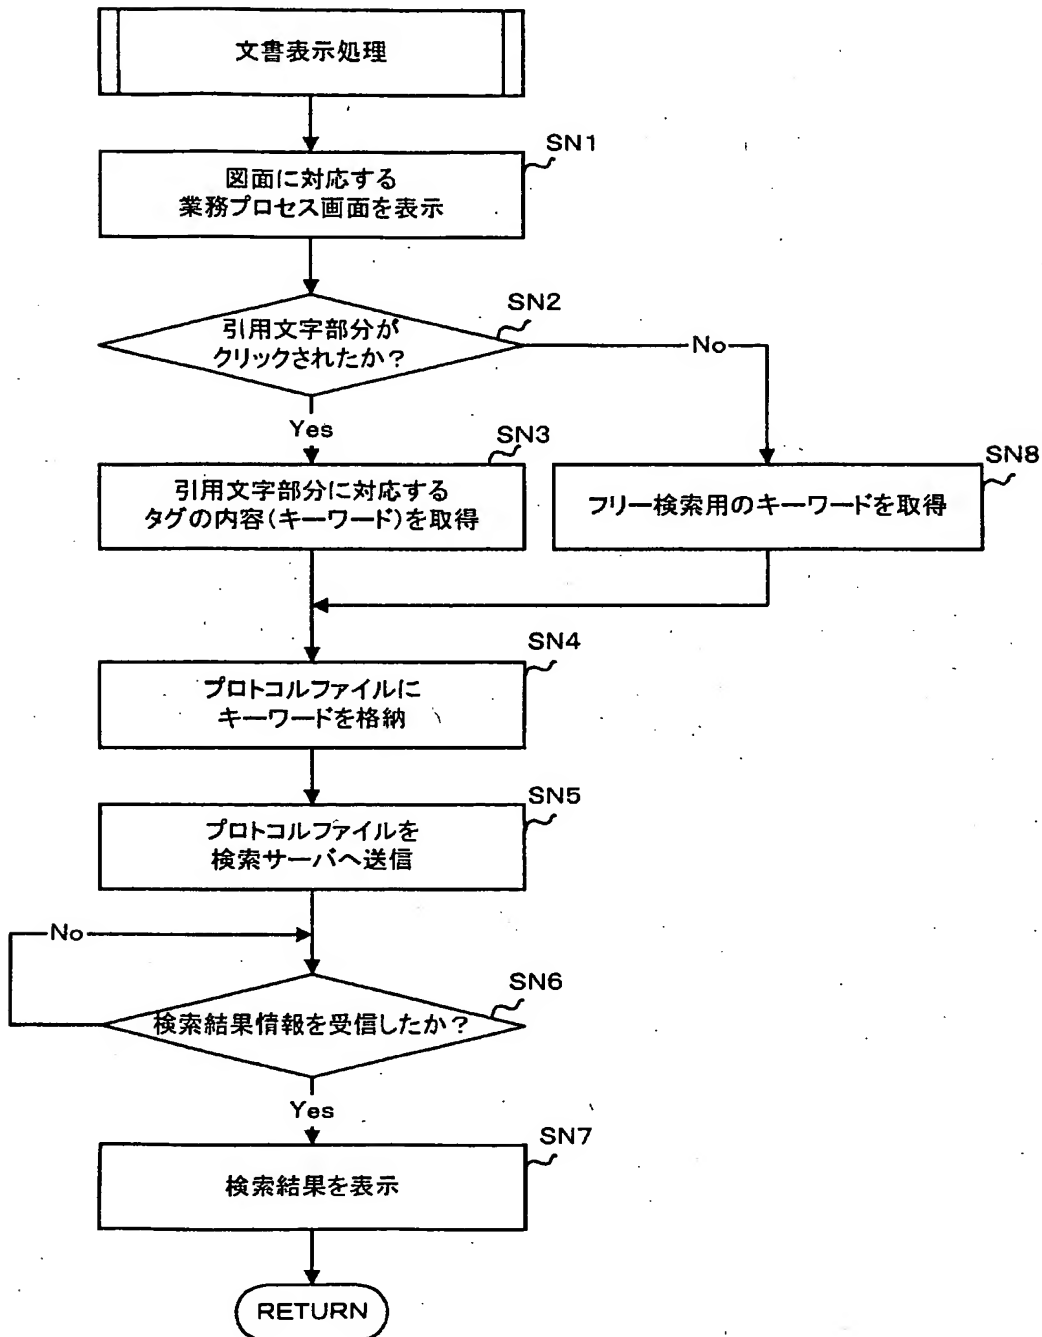 文書表示処理
SN1
図面に対応する
業務プロセス画面を表示
SN2
引用文字部分が
クリックされたか？
No
Yes
SN3
引用文字部分に対応する
タグの内容(キーワード)を取得
SN8
フリー検索用のキーワードを取得
SN4
プロトコルファイルに
キーワードを格納
SN5
プロトコルファイルを
検索サーバへ送信
No
SN6
検索結果情報を受信したか？
Yes
SN7
検索結果を表示
RETURN